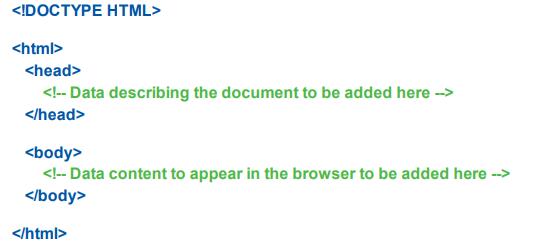 <!DOCTYPE HTML>
<html>
<head>
<!-- Data describing the document to be added here -->
</head>
<body>
<!-- Data content to appear in the browser to be added here -->
</body>
</html>